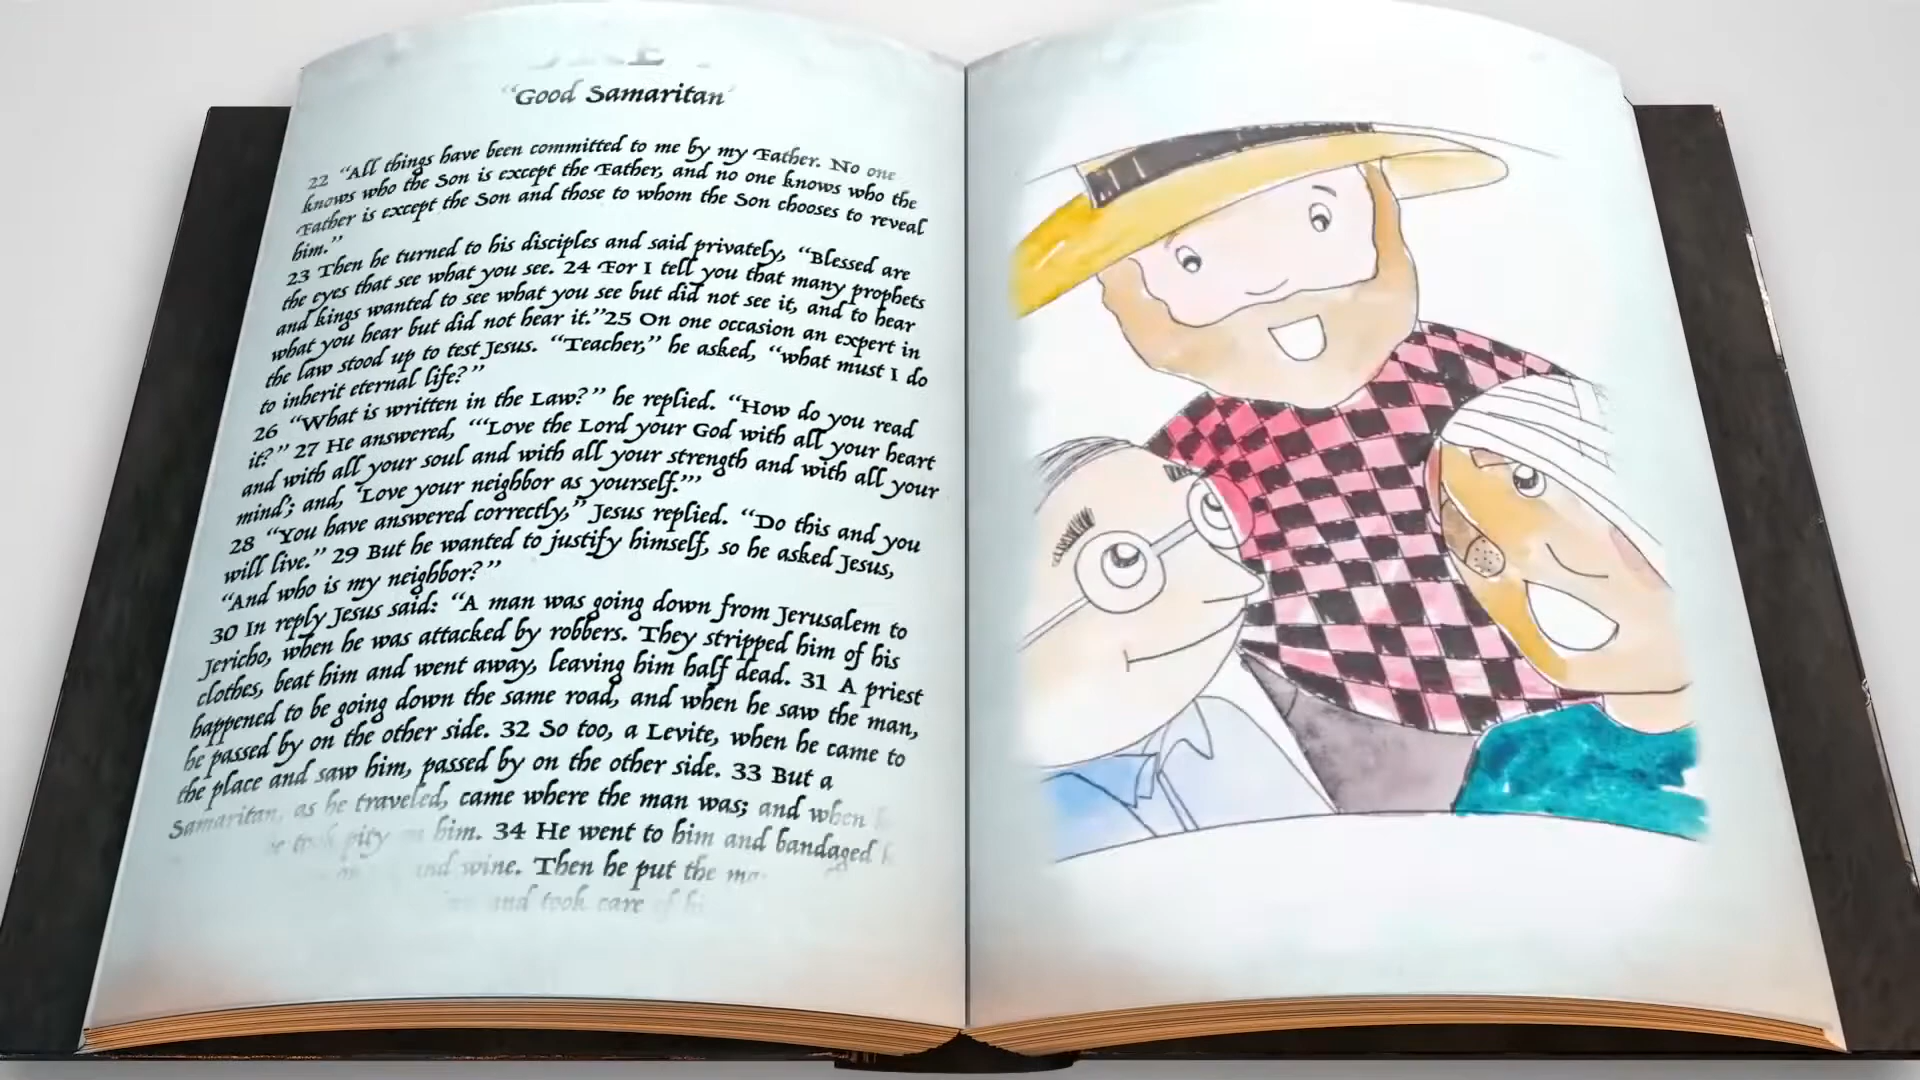 "Good Samaritan"
22 "All things have been committed to me by my Father. No one
knows who the Son is except the Father, and no one knows who the
Father is except the Son and those to whom the Son chooses to reveal
him."
23 Then he turned to his disciples and said privately, "Blessed are
the eyes that see what you see. 24 For I tell you that many prophets
and kings wanted to see what you see but did not see it, and to hear
what you hear but did not hear it."25 On one occasion an expert in
the law stood up to test Jesus. "Teacher," he asked, "what must I do
to inherit eternal life?"
26 "What is written in the Law?" he replied. "How do you read
it?" 27 He answered, "'Love the Lord your God with all your heart
and with all your soul and with all your strength and with all your
mind'; and, 'Love your neighbor as yourself.'"
28 "You have answered correctly," Jesus replied. "Do this and you
will live." 29 But he wanted to justify himself, so he asked Jesus,
"And who is my neighbor?"
30 In reply Jesus said: "A man was going down from Jerusalem to
Jericho, when he was attacked by robbers. They stripped him of his
clothes, beat him and went away, leaving him half dead. 31 A priest
happened to be going down the same road, and when he saw the man,
he passed by on the other side. 32 So too, a Levite, when he came to
the place and saw him, passed by on the other side. 33 But a
Samaritan, as he traveled, came where the man was; and when
he took pity on him. 34 He went to him and bandaged
and wine. Then he put the
and took care of